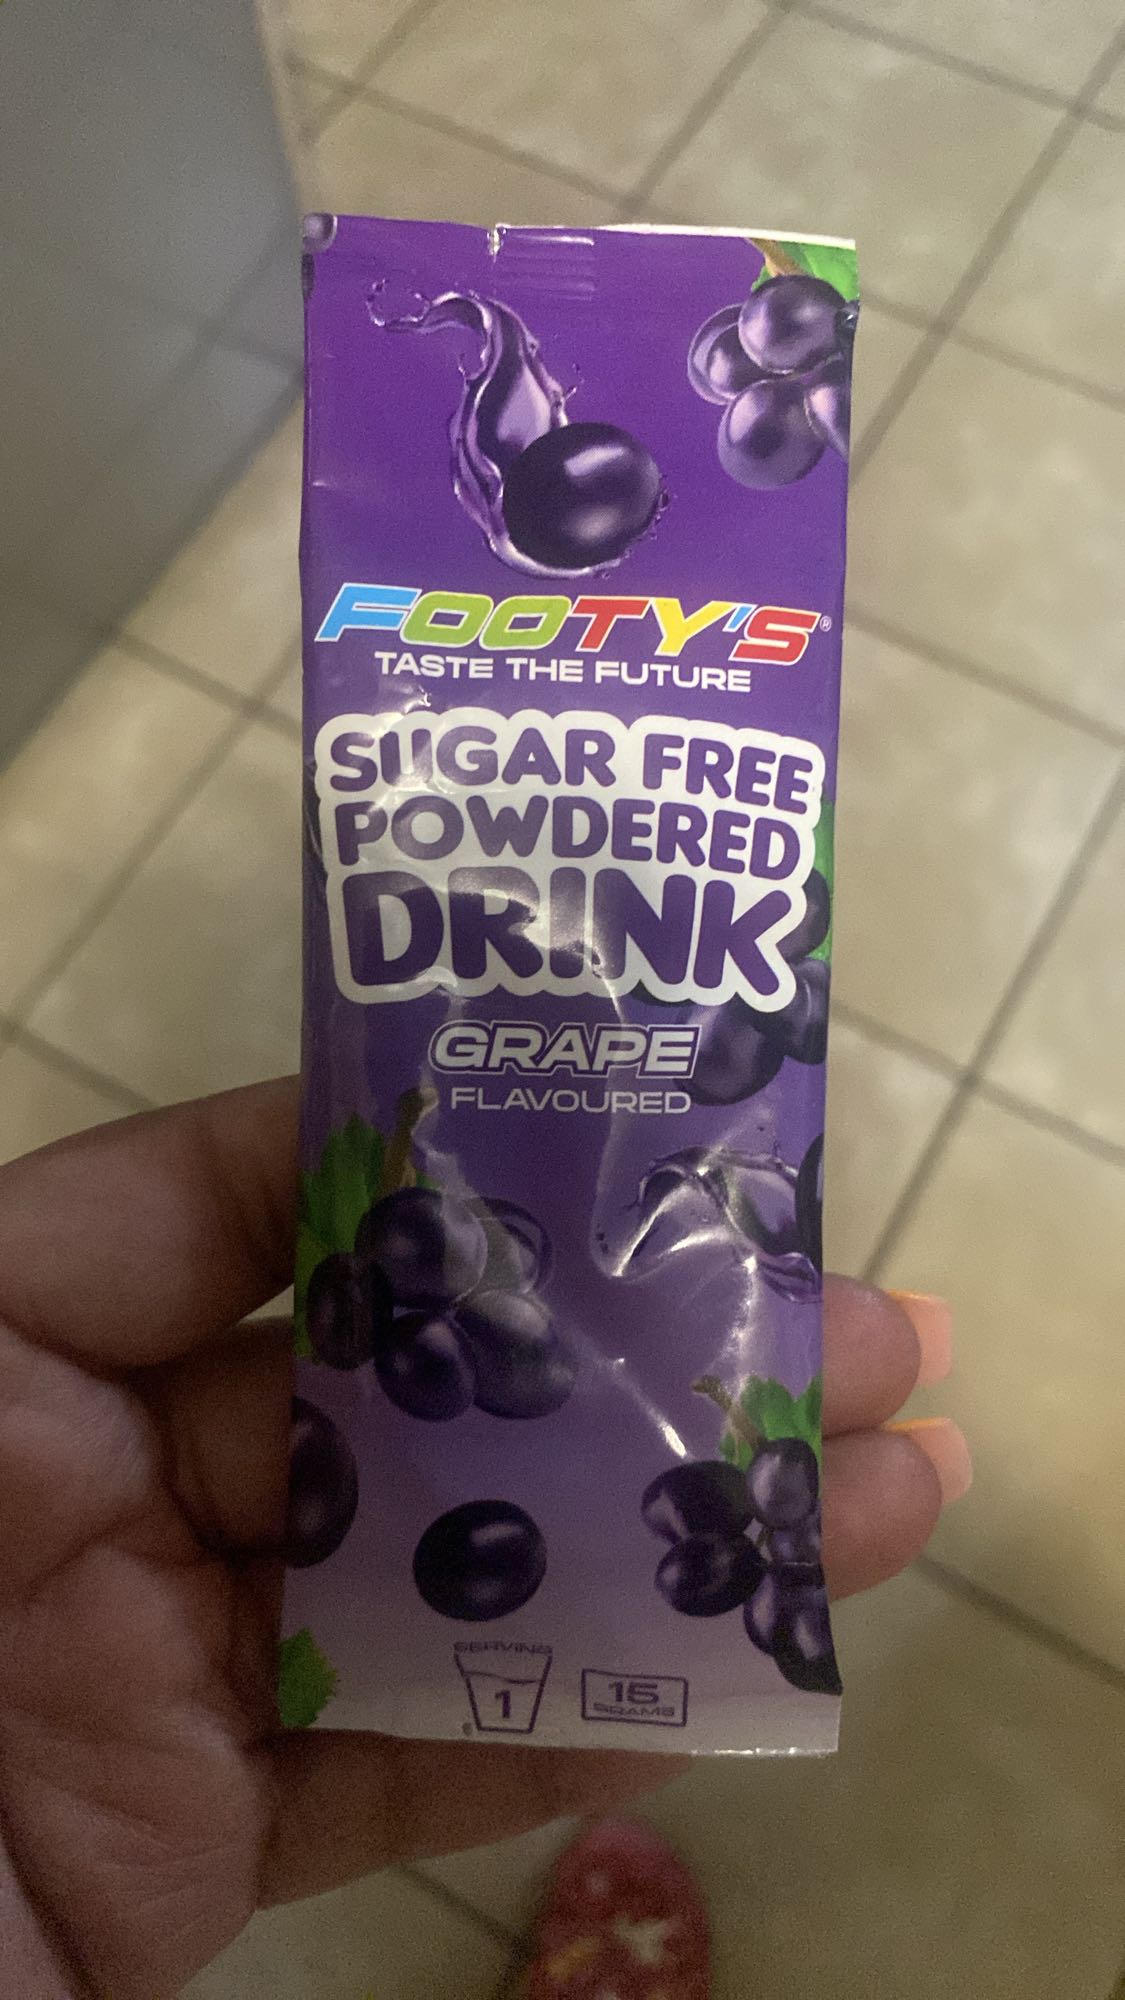 FOOTY'S®
TASTE THE FUTURE
SUGAR FREE
POWDERED
DRINK
GRAPE
FLAVOURED
SERVING
1
15
GRAMS